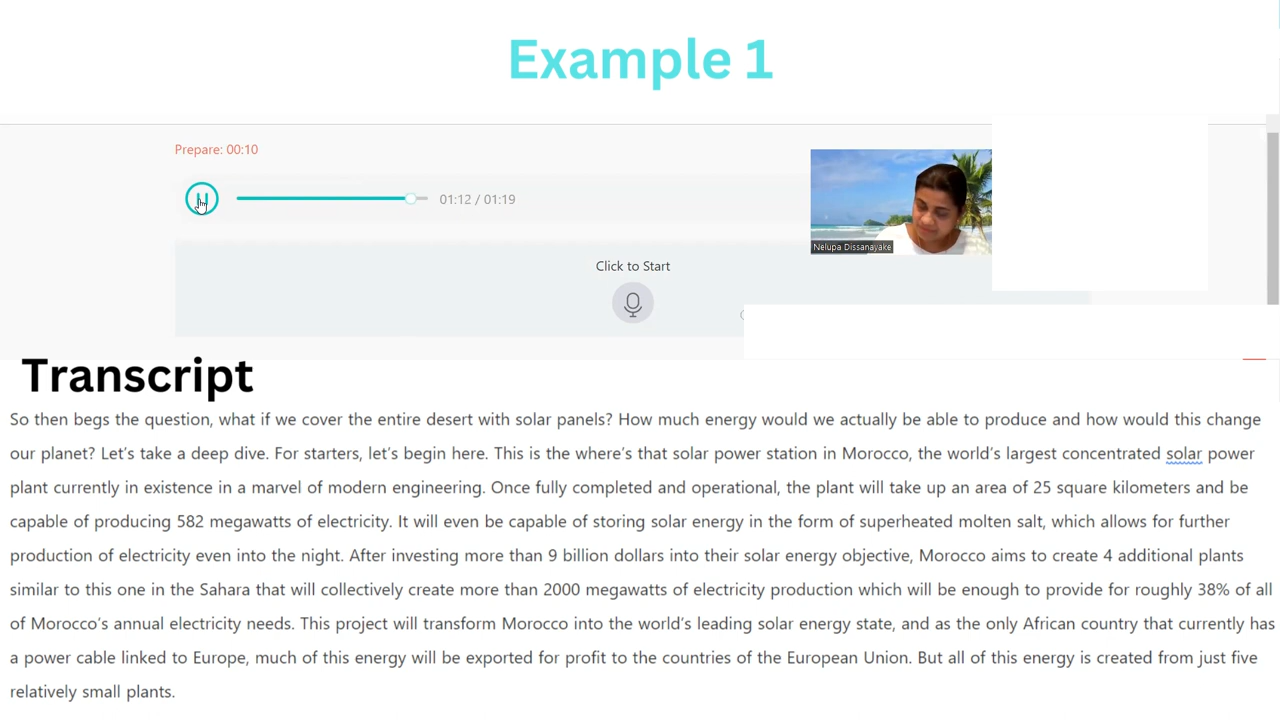 Example 1
Prepare: 00:10
01:12 / 01:19
Nelupa Dissanayake
Click to Start
Transcript
So then begs the question, what if we cover the entire desert with solar panels? How much energy would we actually be able to produce and how would this change
our planet? Let’s take a deep dive. For starters, let’s begin here. This is the where’s that solar power station in Morocco, the world’s largest concentrated solar power
plant currently in existence in a marvel of modern engineering. Once fully completed and operational, the plant will take up an area of 25 square kilometers and be
capable of producing 582 megawatts of electricity. It will even be capable of storing solar energy in the form of superheated molten salt, which allows for further
production of electricity even into the night. After investing more than 9 billion dollars into their solar energy objective, Morocco aims to create 4 additional plants
similar to this one in the Sahara that will collectively create more than 2000 megawatts of electricity production which will be enough to provide for roughly 38% of all
of Morocco’s annual electricity needs. This project will transform Morocco into the world’s leading solar energy state, and as the only African country that currently has
a power cable linked to Europe, much of this energy will be exported for profit to the countries of the European Union. But all of this energy is created from just five
relatively small plants.